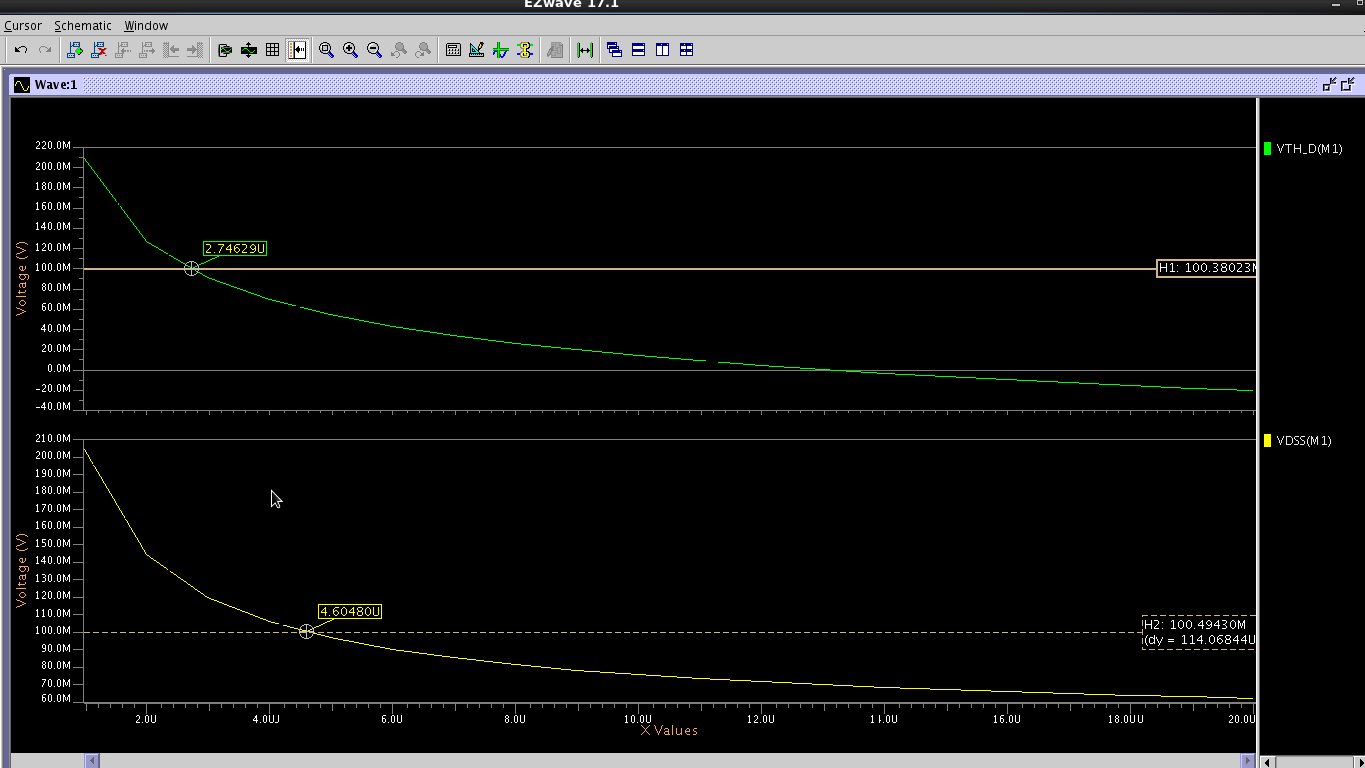 EZwave 17.1
Cursor Schematic Window
Wave:1
220.0M
200.0M
180.0M
160.0M
140.0M
120.0M
100.0M
80.0M
60.0M
40.0M
20.0M
0.0M
-20.0M
-40.0M
Voltage (V)
2.74629U
H1: 100.38023M
VTH_D(M1)
210.0M
200.0M
190.0M
180.0M
170.0M
160.0M
150.0M
140.0M
130.0M
120.0M
110.0M
100.0M
90.0M
80.0M
70.0M
60.0M
Voltage (V)
4.60480U
H2: 100.49430M
(dy = 114.06844U
VDSS(M1)
2.0U 4.0U 6.0U 8.0U 10.0U 12.0U 14.0U 16.0U 18.00U 20.0U
X Values